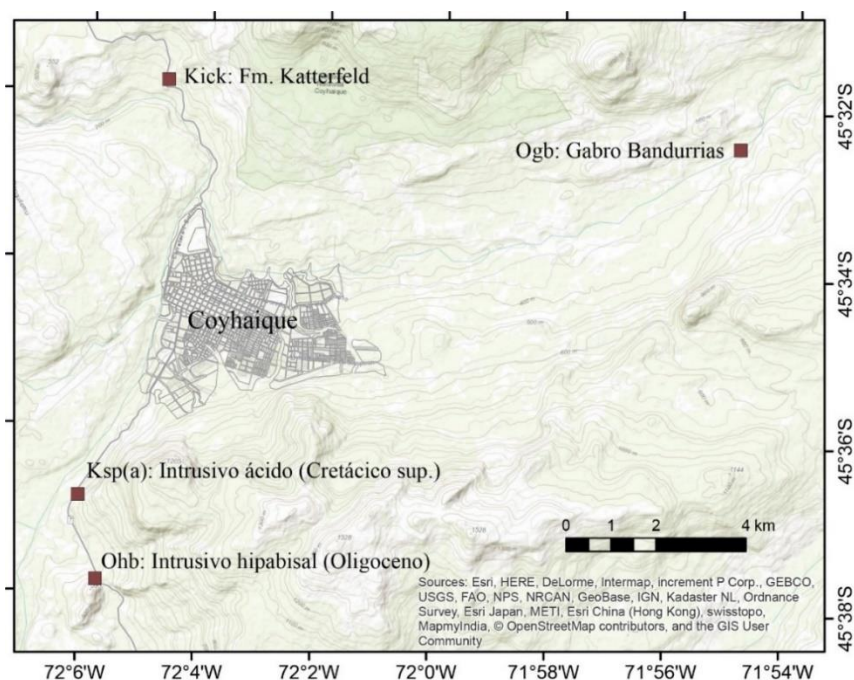 Kick: Fm. Katterfeld
Coyhaique
45°32'S
Ogb: Gabro Bandurrias
45°34'S
Coyhaique
45°36'S
Ksp(a): Intrusivo ácido (Cretácico sup.)
1144
1328
1326
0 1 2 4 km
Ohb: Intrusivo hipabisal (Oligoceno)
Sources: Esri, HERE, DeLorme, Intermap, increment P Corp., GEBCO,
USGS, FAO, NPS, NRCAN, GeoBase, IGN, Kadaster NL, Ordnance
Survey, Esri Japan, METI, Esri China (Hong Kong), swisstopo,
MapmyIndia, © OpenStreetMap contributors, and the GIS User
Community
45°38'S
72°6'W 72°4'W 72°2'W 72°0'W 71°58'W 71°56'W 71°54'W